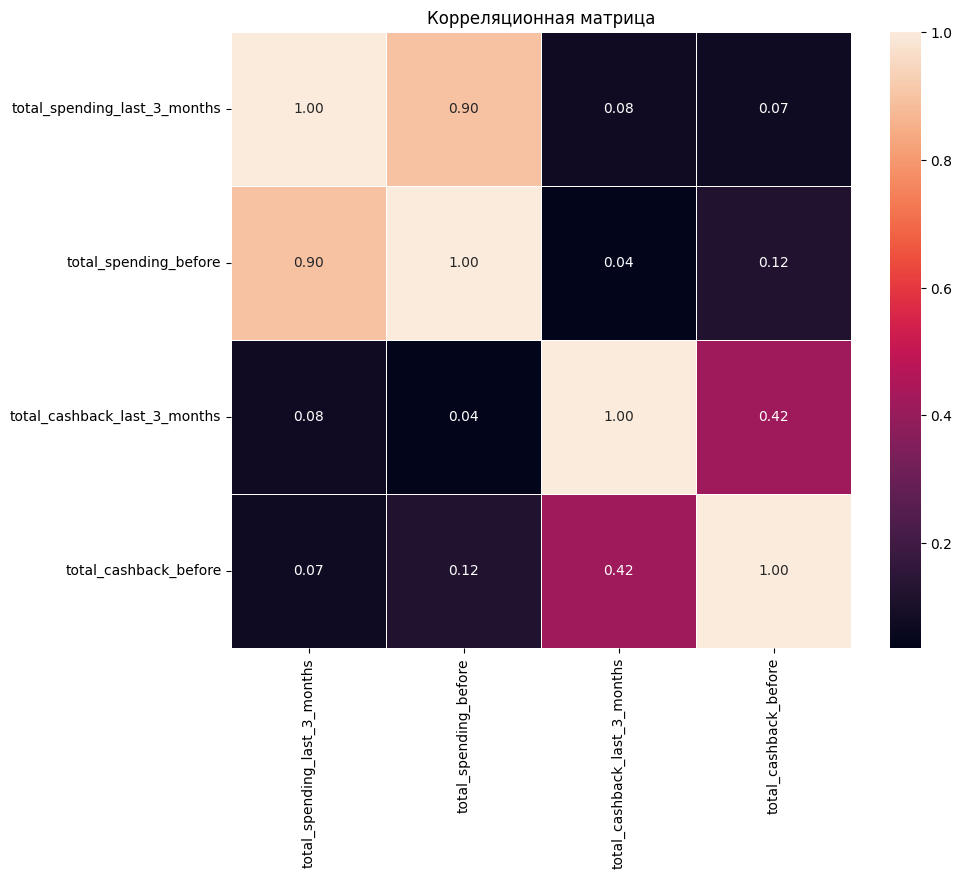 Корреляционная матрица
total_spending_last_3_months 1.00 0.90 0.08 0.07
total_spending_before 0.90 1.00 0.04 0.12
total_cashback_last_3_months 0.08 0.04 1.00 0.42
total_cashback_before 0.07 0.12 0.42 1.00
total_spending_last_3_months
total_spending_before
total_cashback_last_3_months
total_cashback_before
1.0
0.8
0.6
0.4
0.2